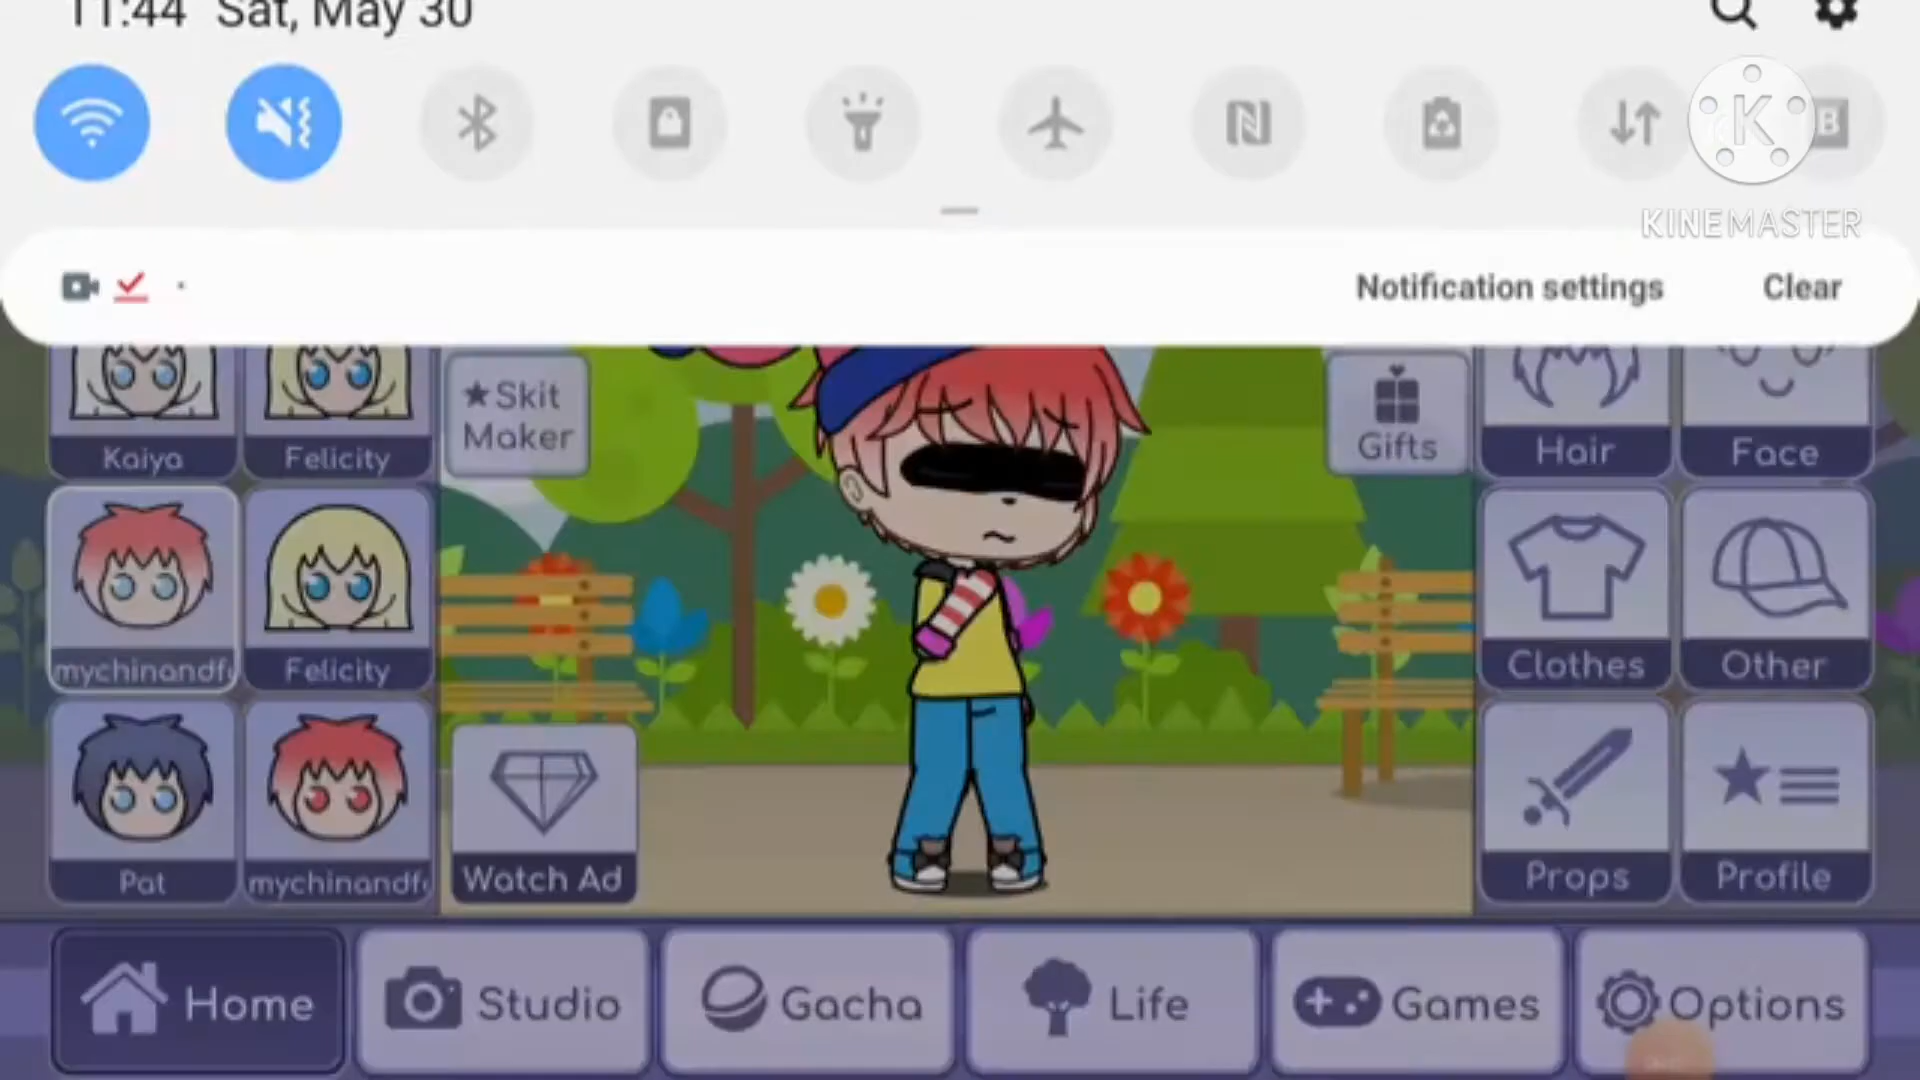 11:44 Sat, May 30
K
B
KINEMASTER
Notification settings Clear
★Skit
Maker
Gifts
Kaiya
Felicity
Hair
Face
mychinandf
Felicity
Clothes
Other
Pat
mychinandf
Watch Ad
Props
Profile
Home
Studio
Gacha
Life
Games
Options